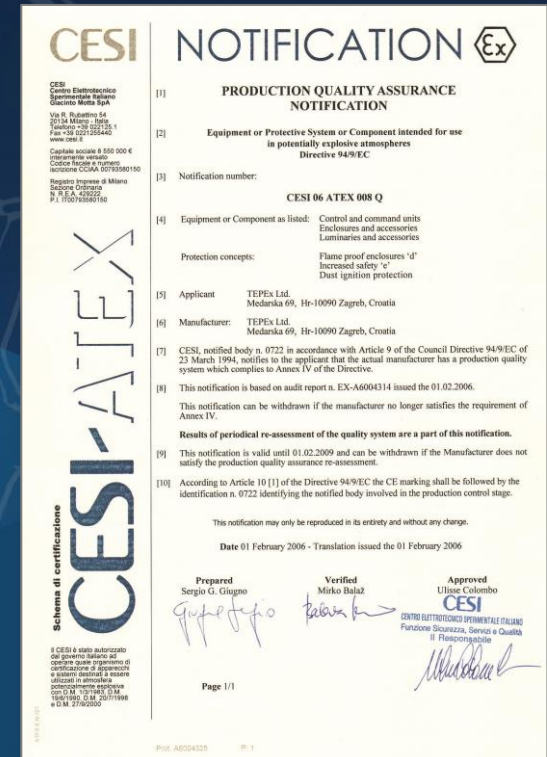 CESI
NOTIFICATION
Ex
CESI
Centro Elettrotecnico
Sperimentale Italiano
Giacinto Motta SpA
Via R. Rubattino 54
20134 Milano - Italia
Telefono +39 022125.1
Fax +39 0221255440
www.cesi.it
Capitale sociale 8 550 000 €
interamente versato
Codice fiscale e numero
iscrizione CCIAA 00793580150
Registro Imprese di Milano
Sezione Ordinaria
N. R.E.A. 429222
P.I. IT00793580150
[1] PRODUCTION QUALITY ASSURANCE
NOTIFICATION
[2] Equipment or Protective System or Component intended for use
in potentially explosive atmospheres
Directive 94/9/EC
[3] Notification number:
CESI 06 ATEX 008 Q
[4] Equipment or Component as listed: Control and command units
Enclosures and accessories
Luminaries and accessories
Protection concepts: Flame proof enclosures 'd'
Increased safety 'e'
Dust ignition protection
[5] Applicant TEPEx Ltd.
Medarska 69, Hr-10090 Zagreb, Croatia
[6] Manufacturer: TEPEx Ltd.
Medarska 69, Hr-10090 Zagreb, Croatia
[7] CESI, notified body n. 0722 in accordance with Article 9 of the Council Directive 94/9/EC of
23 March 1994, notifies to the applicant that the actual manufacturer has a production quality
system which complies to Annex IV of the Directive.
[8] This notification is based on audit report n. EX-A6004314 issued the 01.02.2006.
This notification can be withdrawn if the manufacturer no longer satisfies the requirement of
Annex IV.
Results of periodical re-assessment of the quality system are a part of this notification.
[9] This notification is valid until 01.02.2009 and can be withdrawn if the Manufacturer does not
satisfy the production quality assurance re-assessment.
[10] According to Article 10 [1] of the Directive 94/9/EC the CE marking shall be followed by the
identification n. 0722 identifying the notified body involved in the production control stage.
This notification may only be reproduced in its entirety and without any change.
Date 01 February 2006 - Translation issued the 01 February 2006
Prepared
Sergio G. Giugno
Verified
Mirko Balaž
Approved
Ulisse Colombo
CESI
CENTRO ELETTROTECNICO SPERIMENTALE ITALIANO
Funzione Sicurezza, Servizi e Qualità
Il Responsabile
Page 1/1
CESI-ATEX
Schema di certificazione
Il CESI è stato autorizzato
dal governo italiano ad
operare quale organismo di
certificazione di apparecchi
e sistemi destinati a essere
utilizzati in atmosfera
potenzialmente esplosiva
con D.M. 1/3/1983, D.M.
19/6/1990, D.M. 20/7/1998
e D.M. 27/9/2000
Prot. A6004325 P. 1